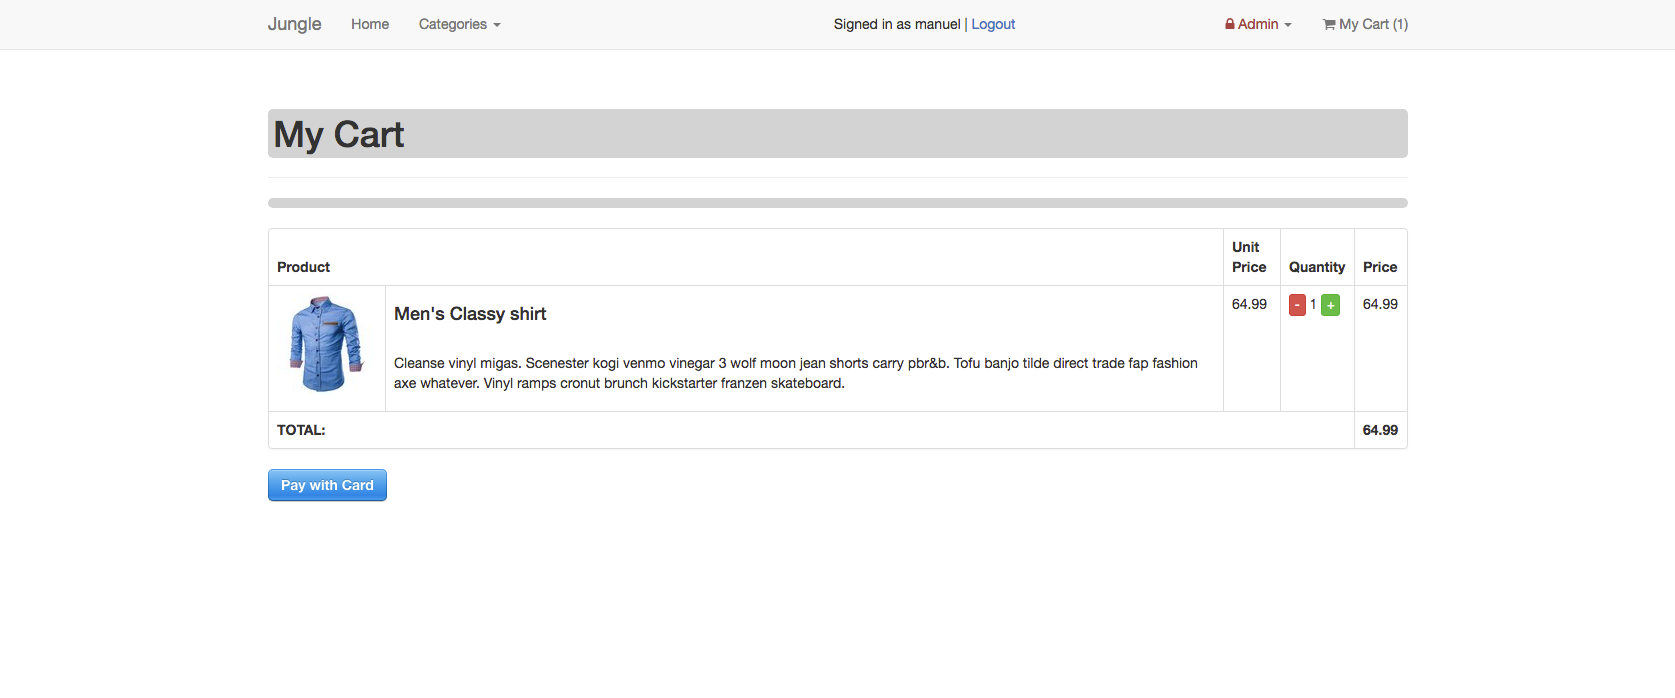 Jungle Home Categories Signed in as manuel | Logout Admin My Cart (1)
My Cart
Product Unit Price Quantity Price
Men's Classy shirt 64.99 - 1 + 64.99
Cleanse vinyl migas. Scenester kogi venmo vinegar 3 wolf moon jean shorts carry pbr&b. Tofu banjo tilde direct trade fap fashion
axe whatever. Vinyl ramps cronut brunch kickstarter franzen skateboard.
TOTAL: 64.99
Pay with Card